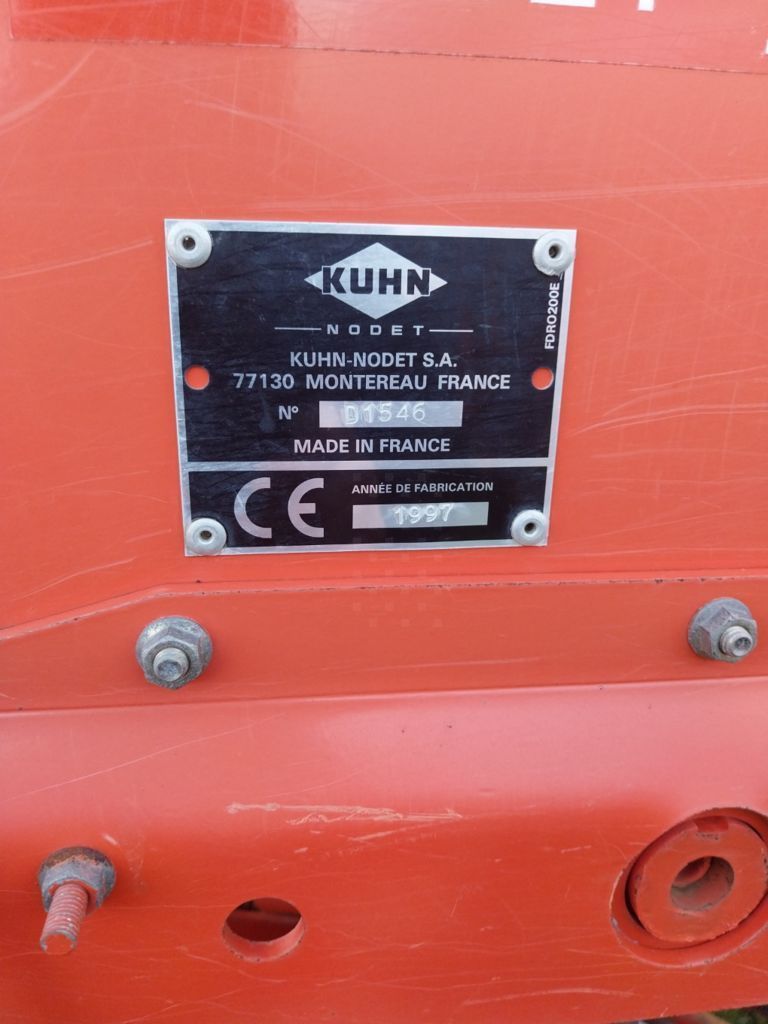 KUHN
NODET
KUHN-NODET S.A.
77130 MONTEREAU FRANCE
N° D1546
MADE IN FRANCE
CE ANNÉE DE FABRICATION
1997
FDRO200E